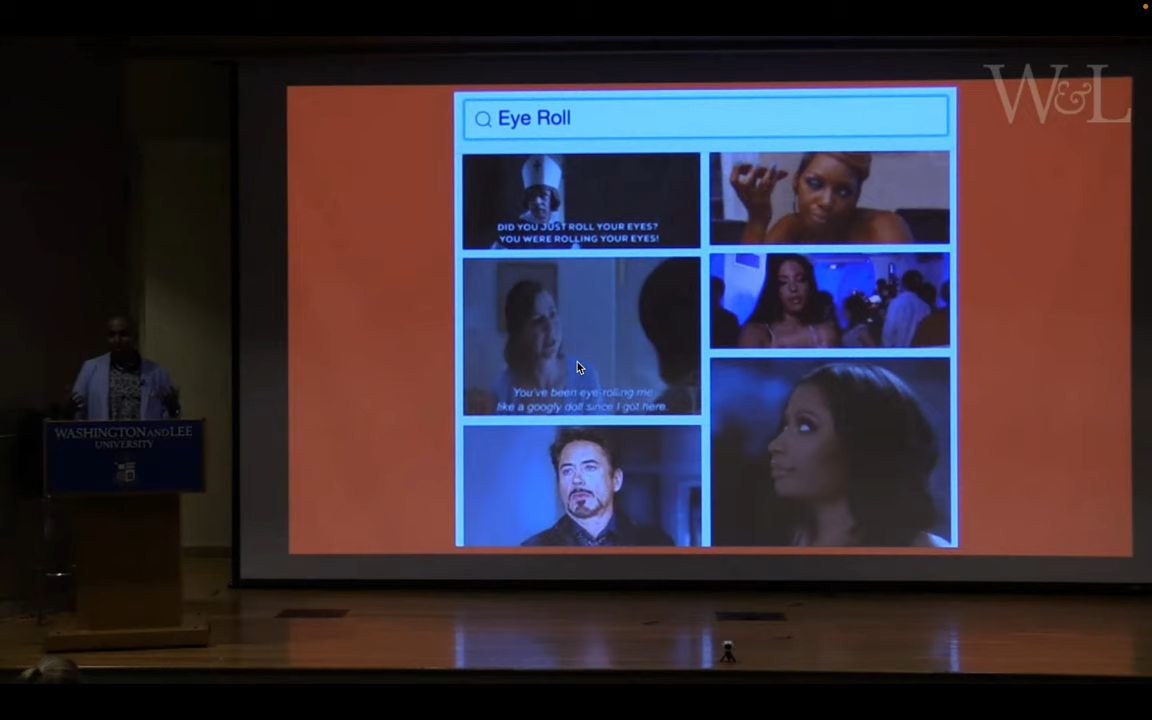 W&L
Eye Roll
DID YOU JUST ROLL YOUR EYES?
YOU WERE ROLLING YOUR EYES!
You've been eye-rolling me
like a googly doll since I got here.
WASHINGTON AND LEE
UNIVERSITY